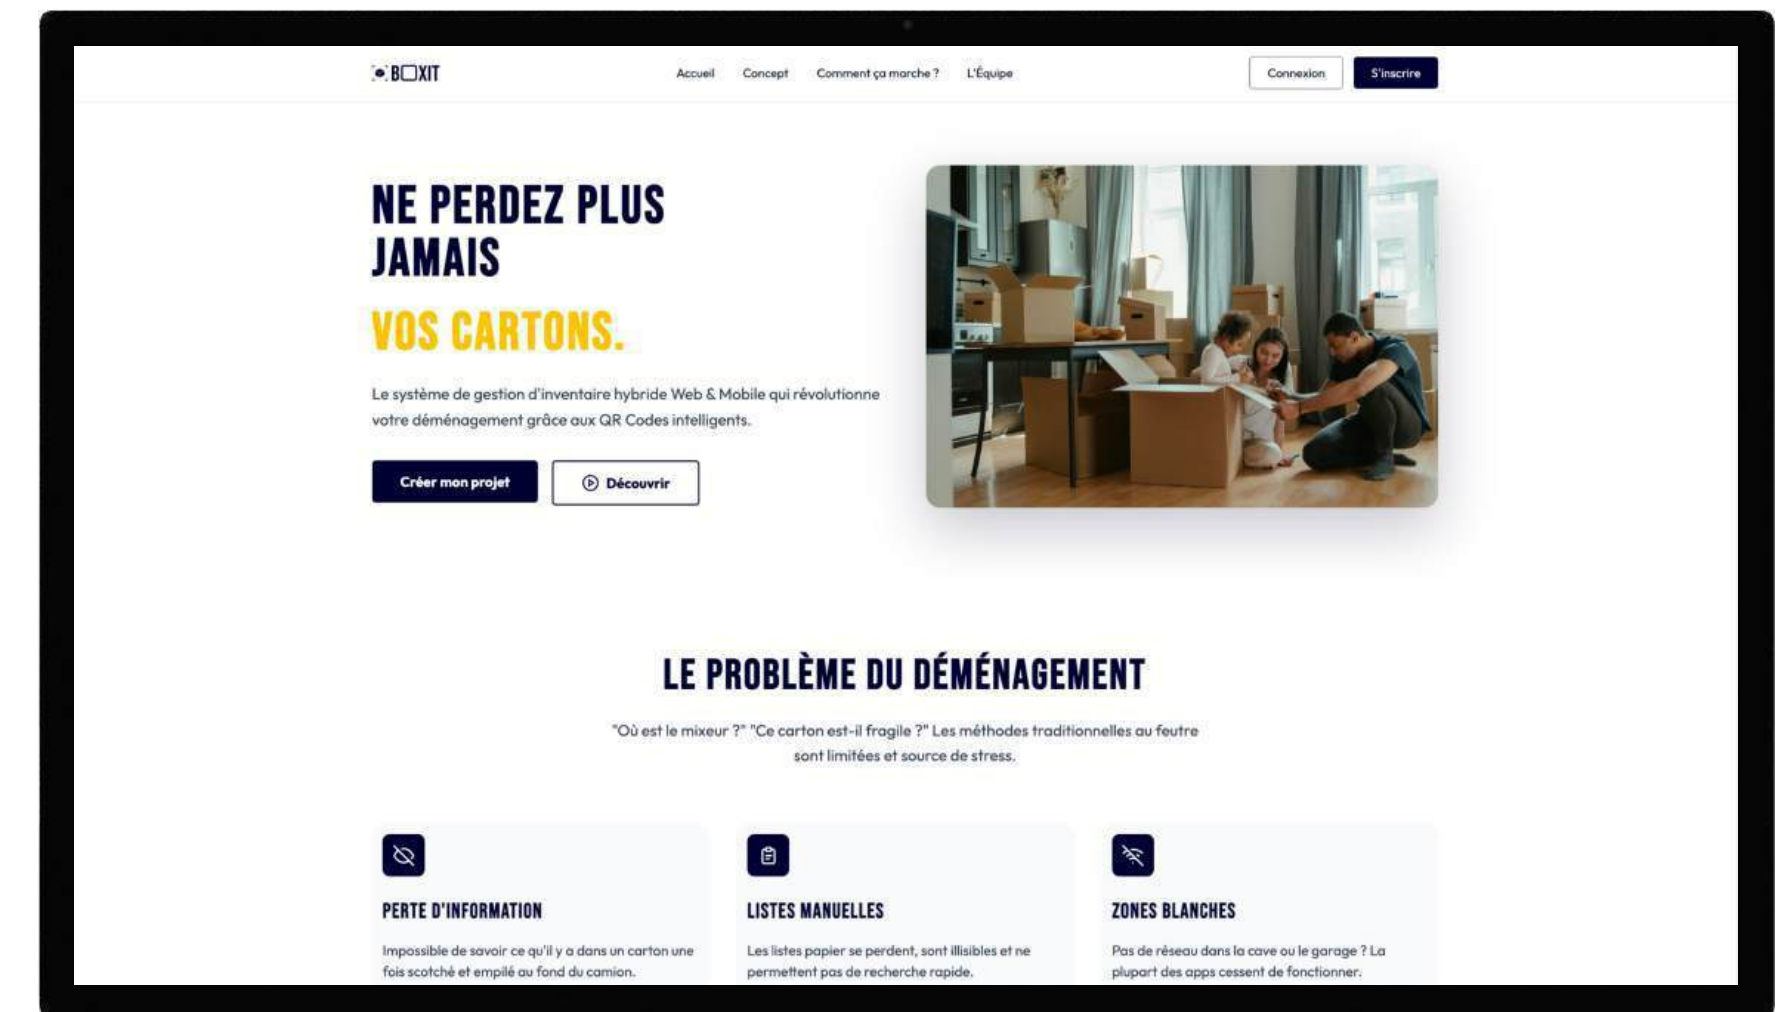 B☐XIT
Accueil
Concept
Comment ça marche ?
L'Équipe
Connexion
S'inscrire
NE PERDEZ PLUS
JAMAIS
VOS CARTONS.
Le système de gestion d'inventaire hybride Web & Mobile qui révolutionne
votre déménagement grâce aux QR Codes intelligents.
Créer mon projet
Découvrir
LE PROBLÈME DU DÉMÉNAGEMENT
"Où est le mixeur ?" "Ce carton est-il fragile ?" Les méthodes traditionnelles au feutre
sont limitées et source de stress.
PERTE D'INFORMATION
Impossible de savoir ce qu'il y a dans un carton une
fois scotché et empilé au fond du camion.
LISTES MANUELLES
Les listes papier se perdent, sont illisibles et ne
permettent pas de recherche rapide.
ZONES BLANCHES
Pas de réseau dans la cave ou le garage ? La
plupart des apps cessent de fonctionner.